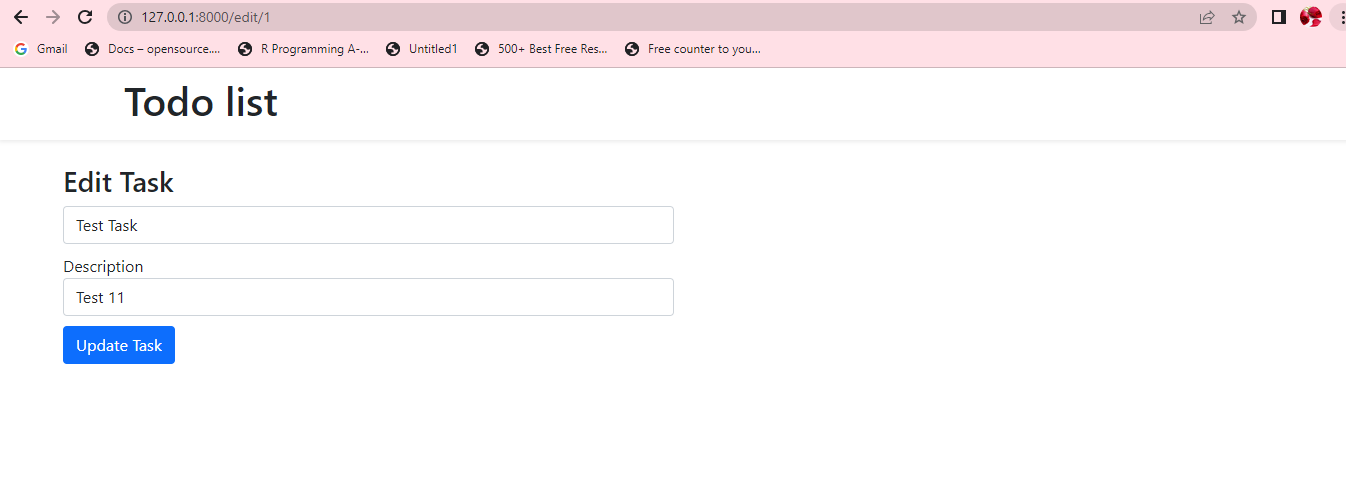 127.0.0.1:8000/edit/1
Gmail Docs – opensource.... R Programming A-... Untitled1 500+ Best Free Res... Free counter to you...
Todo list
Edit Task
Test Task
Description
Test 11
Update Task